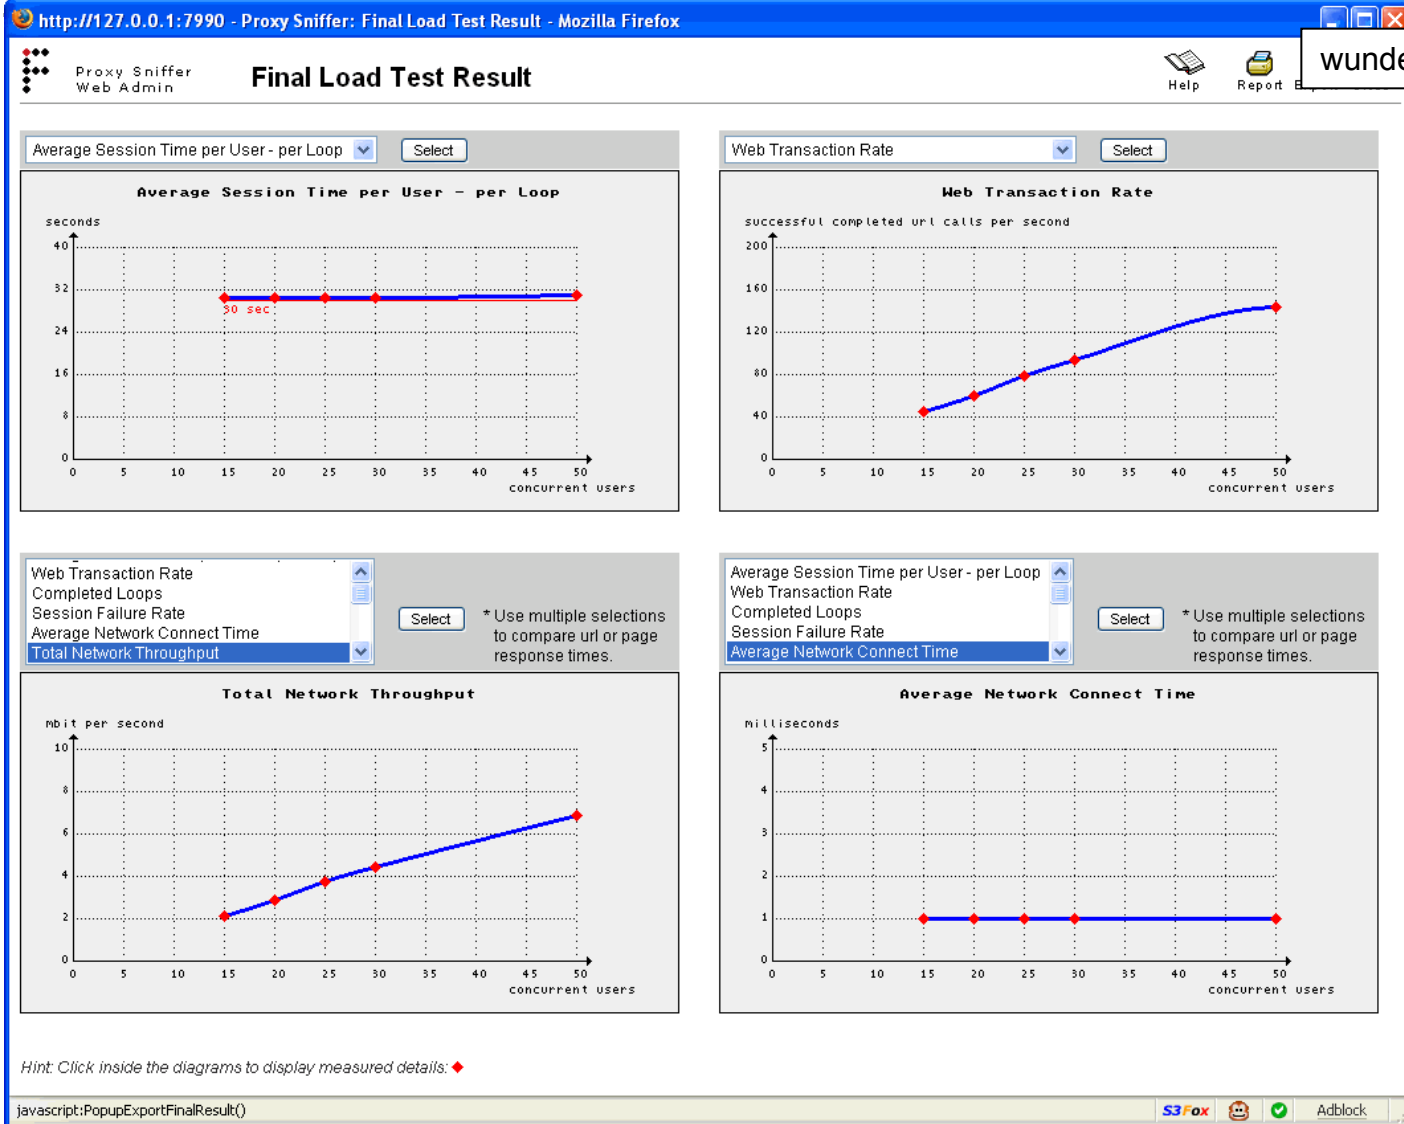 http://127.0.0.1:7990 - Proxy Sniffer: Final Load Test Result - Mozilla Firefox
Proxy Sniffer
Web Admin
Final Load Test Result
Help
Report
wunde
Average Session Time per User - per Loop
Select
Web Transaction Rate
Select
Average Session Time per User - per Loop
seconds
40
32
24
16
8
0
30 sec
0 5 10 15 20 25 30 35 40 45 50
concurrent users
Web Transaction Rate
successful completed url calls per second
200
160
120
80
40
0
0 5 10 15 20 25 30 35 40 45 50
concurrent users
Web Transaction Rate
Completed Loops
Session Failure Rate
Average Network Connect Time
Total Network Throughput
Select
* Use multiple selections
to compare url or page
response times.
Average Session Time per User - per Loop
Web Transaction Rate
Completed Loops
Session Failure Rate
Average Network Connect Time
Select
* Use multiple selections
to compare url or page
response times.
Total Network Throughput
mbit per second
10
8
6
4
2
0
0 5 10 15 20 25 30 35 40 45 50
concurrent users
Average Network Connect Time
milliseconds
5
4
3
2
1
0
0 5 10 15 20 25 30 35 40 45 50
concurrent users
Hint: Click inside the diagrams to display measured details:
javascript:PopupExportFinalResult()
S3Fox
Adblock